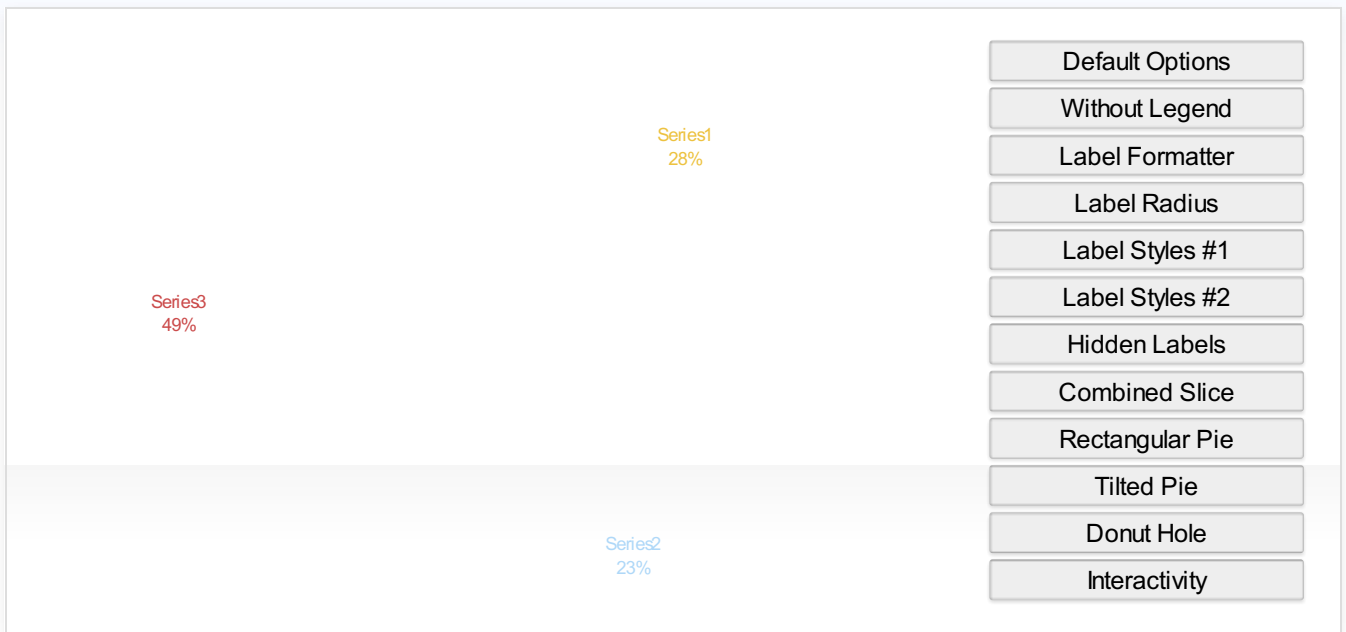 Series1
28%
Series3
49%
Series2
23%
Default Options
Without Legend
Label Formatter
Label Radius
Label Styles #1
Label Styles #2
Hidden Labels
Combined Slice
Rectangular Pie
Tilted Pie
Donut Hole
Interactivity